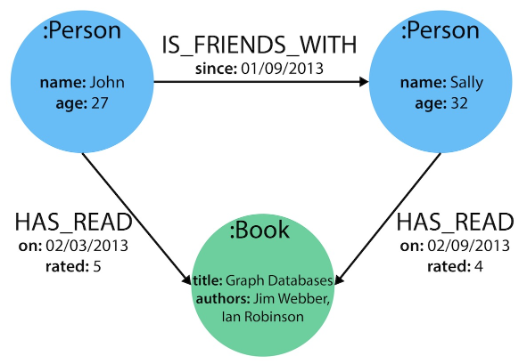 :Person
name: John
age: 27
IS_FRIENDS_WITH
since: 01/09/2013
:Person
name: Sally
age: 32
HAS_READ
on: 02/03/2013
rated: 5
:Book
title: Graph Databases
authors: Jim Webber,
Ian Robinson
HAS_READ
on: 02/09/2013
rated: 4